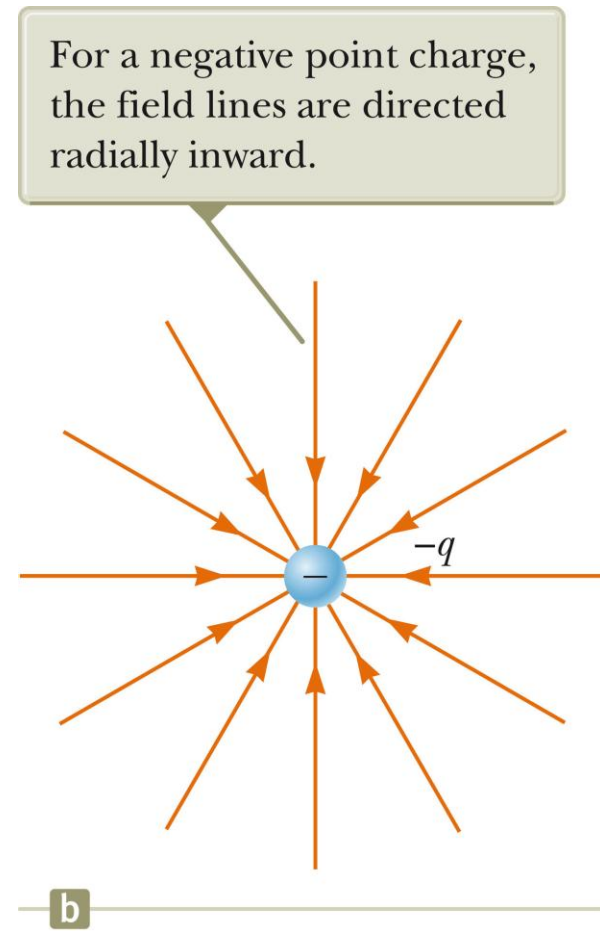 For a negative point charge,
the field lines are directed
radially inward.
−q
−
b